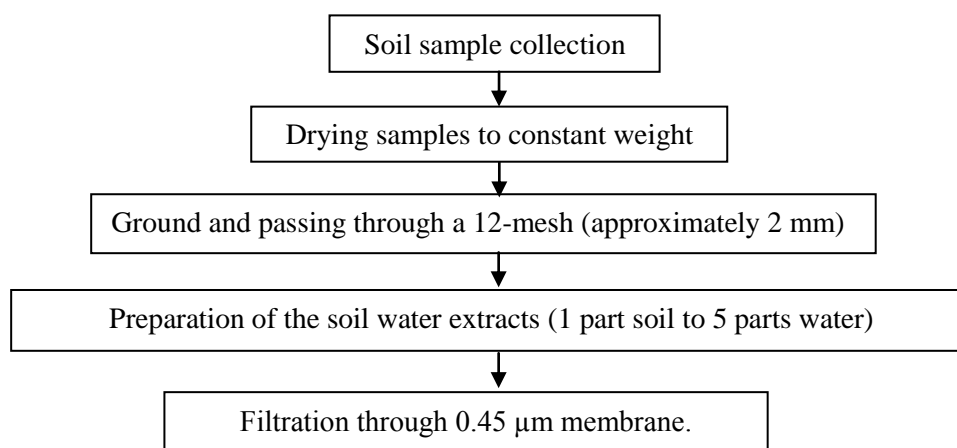 Soil sample collection
Drying samples to constant weight
Ground and passing through a 12-mesh (approximately 2 mm)
Preparation of the soil water extracts (1 part soil to 5 parts water)
Filtration through 0.45 µm membrane.